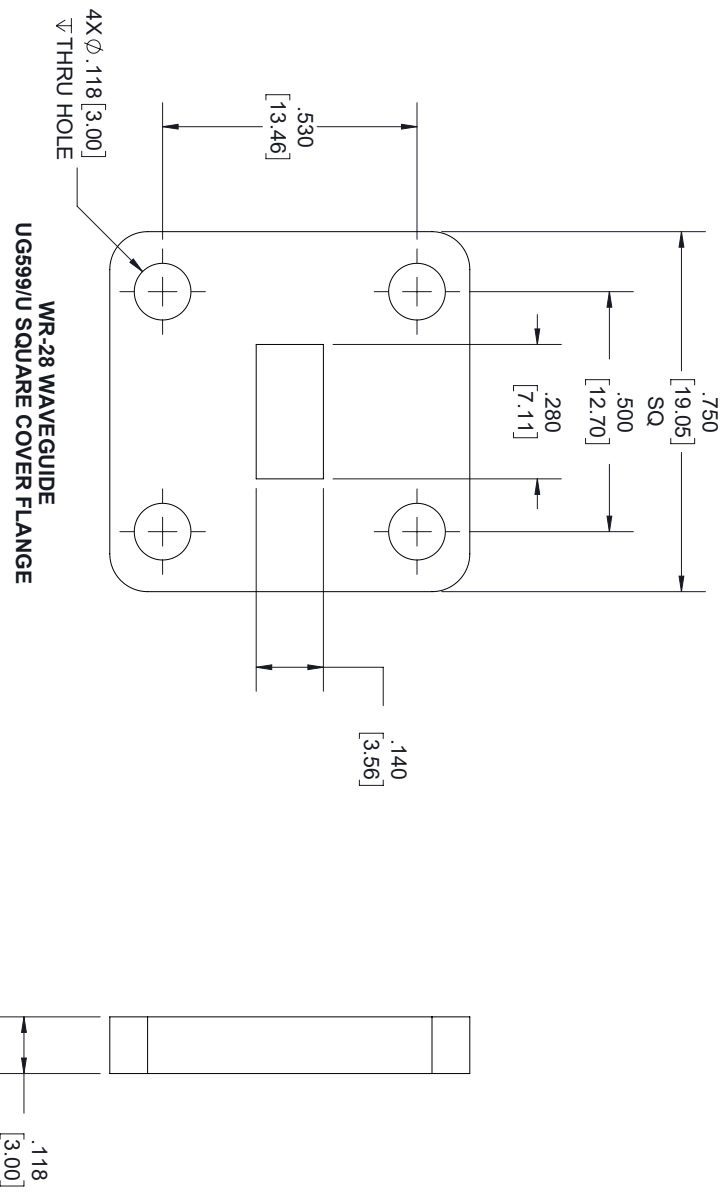 .750
[19.05]
SQ
.500
[12.70]
.280
[7.11]
.530
[13.46]
.140
[3.56]
4X Ø .118 [3.00]
↧ THRU HOLE
.118
[3.00]
WR-28 WAVEGUIDE
UG599/U SQUARE COVER FLANGE